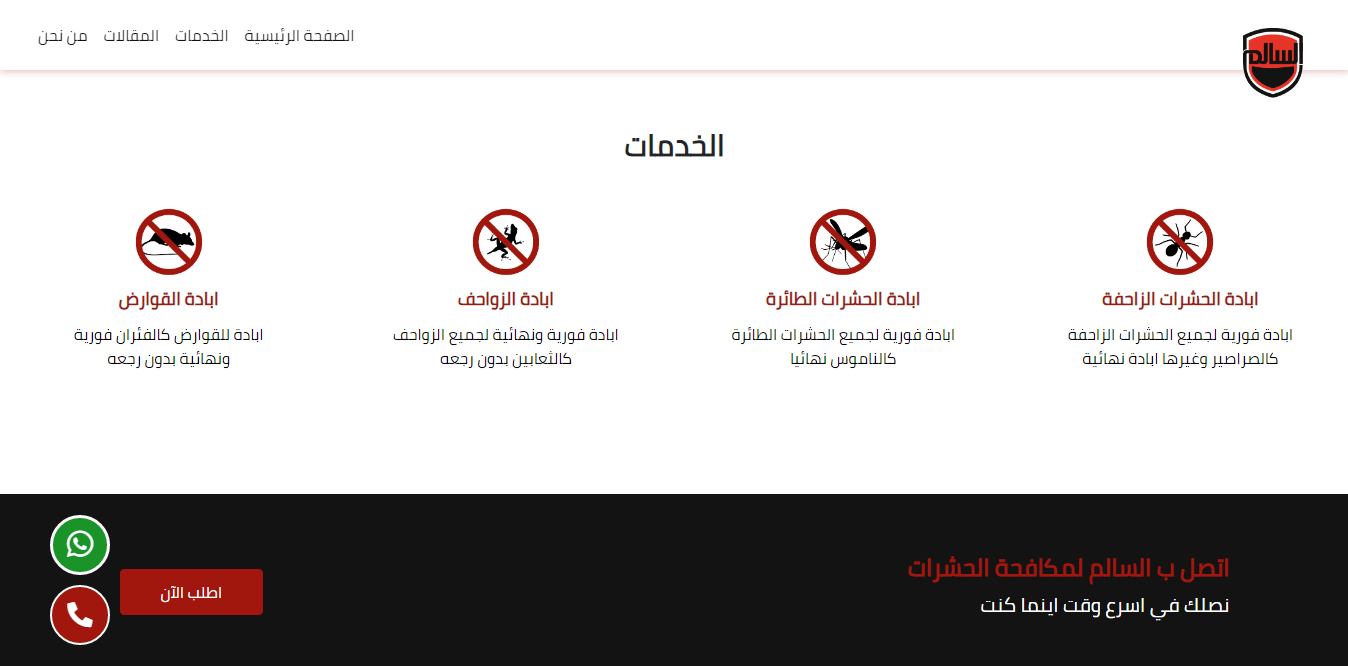 السالم
الصفحة الرئيسية
الخدمات
المقالات
من نحن
الخدمات
ابادة الحشرات الزاحفة
ابادة فورية لجميع الحشرات الزاحفة
كالصراصير وغيرها ابادة نهائية
ابادة الحشرات الطائرة
ابادة فورية لجميع الحشرات الطائرة
كالناموس نهائيا
ابادة الزواحف
ابادة فورية ونهائية لجميع الزواحف
كالثعابين بدون رجعه
ابادة القوارض
ابادة للقوارض كالفئران فورية
ونهائية بدون رجعه
اتصل ب السالم لمكافحة الحشرات
نصلك في اسرع وقت اينما كنت
اطلب الآن